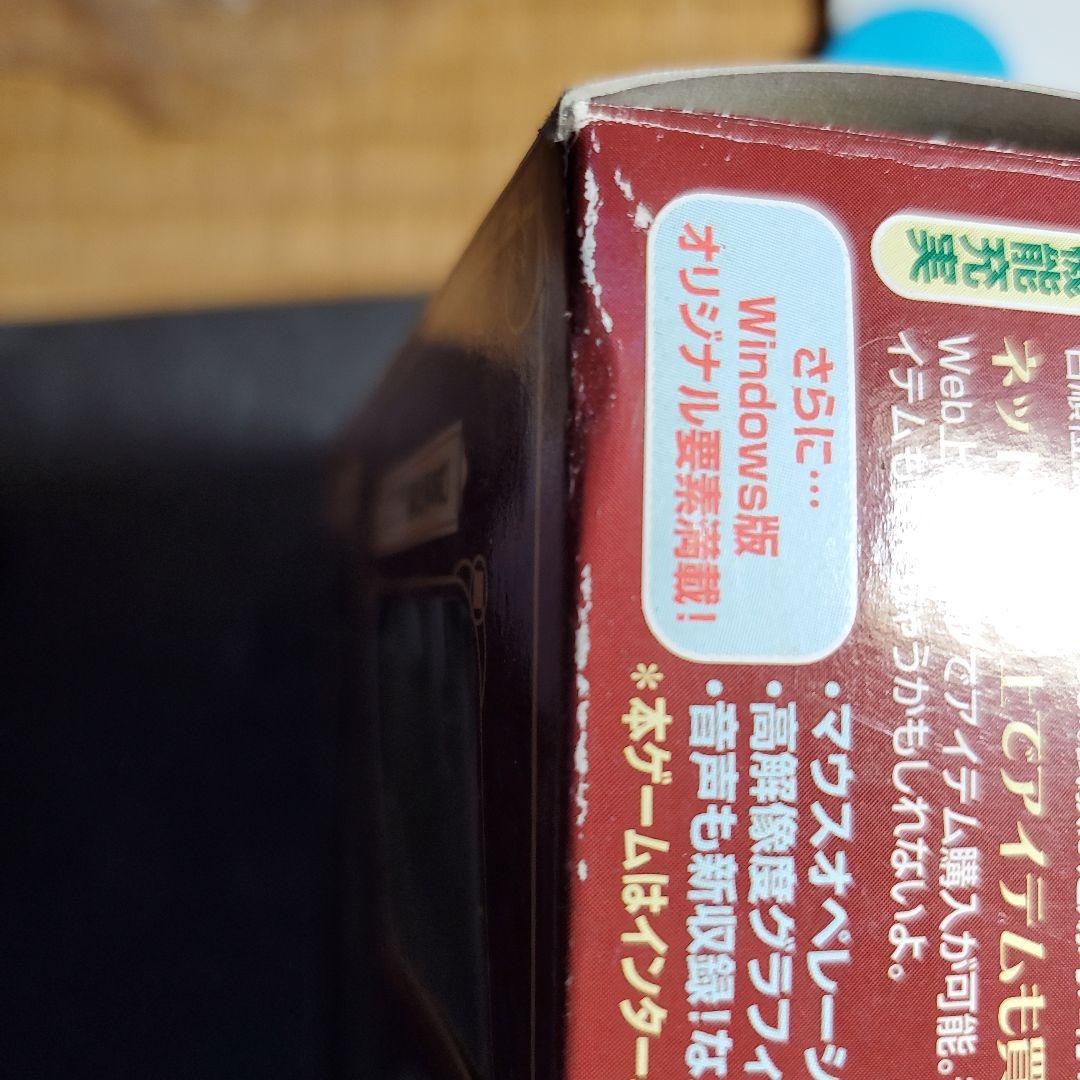 能充実
ネッ
上でアイテムも買
Web上
でアイテム購入が可能。
イテムも
ゃうかもしれないよ。
さらに…
Windows版
オリジナル要素満載!
・マウスオペレーシ
・高解像度グラフィ
・音声も新収録!な
*本ゲームはインター